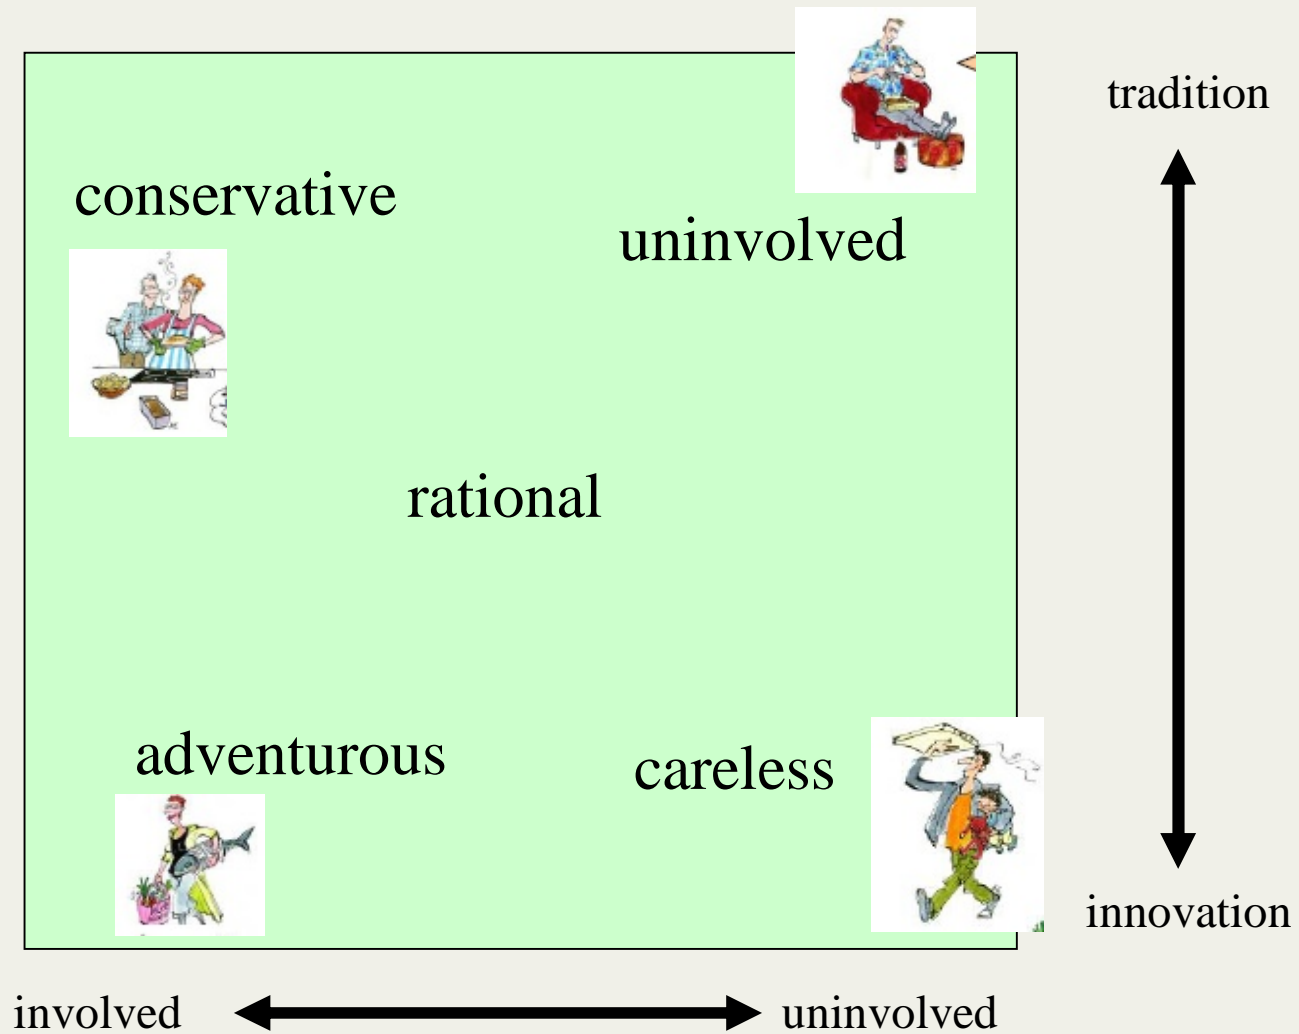 tradition
conservative
uninvolved
rational
adventurous
careless
innovation
involved
uninvolved